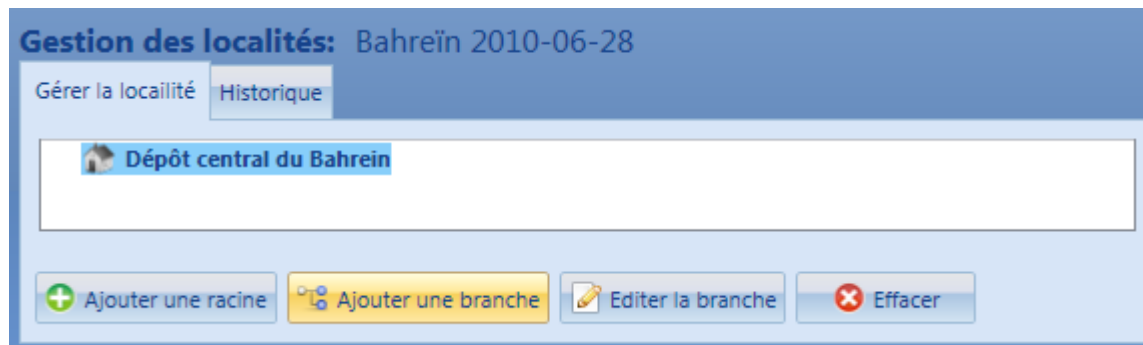 Gestion des localités: Bahreïn 2010-06-28
Gérer la locailité Historique
Dépôt central du Bahrein
Ajouter une racine Ajouter une branche Editer la branche Effacer